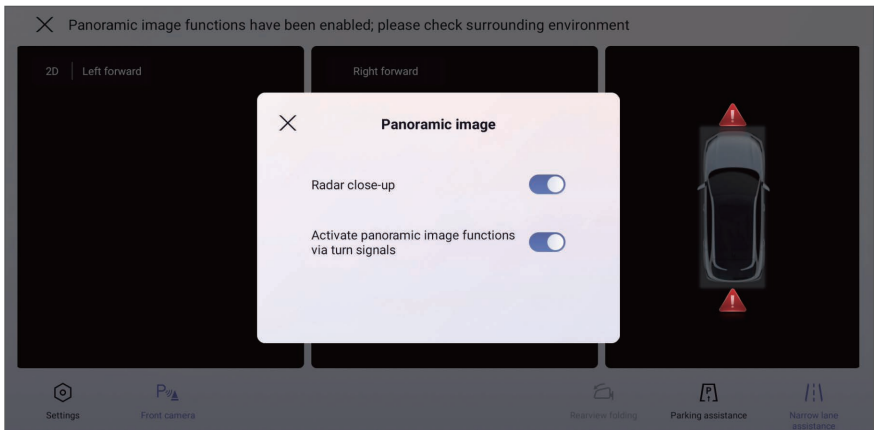 Panoramic image functions have been enabled; please check surrounding environment
2D Left forward
Right forward
Panoramic image
Radar close-up
Activate panoramic image functions
via turn signals
Settings
Front camera
Rearview folding
Parking assistance
Narrow lane
assistance